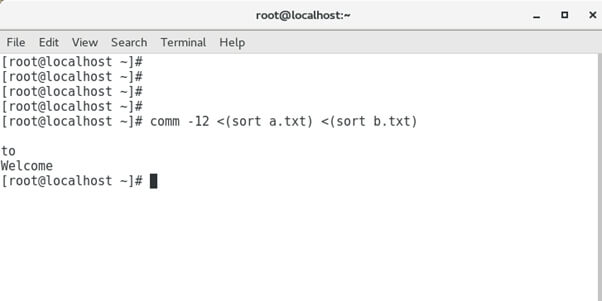 root@localhost:~
File Edit View Search Terminal Help
[root@localhost ~]#
[root@localhost ~]#
[root@localhost ~]#
[root@localhost ~]#
[root@localhost ~]# comm -12 <(sort a.txt) <(sort b.txt)

to
Welcome
[root@localhost ~]#